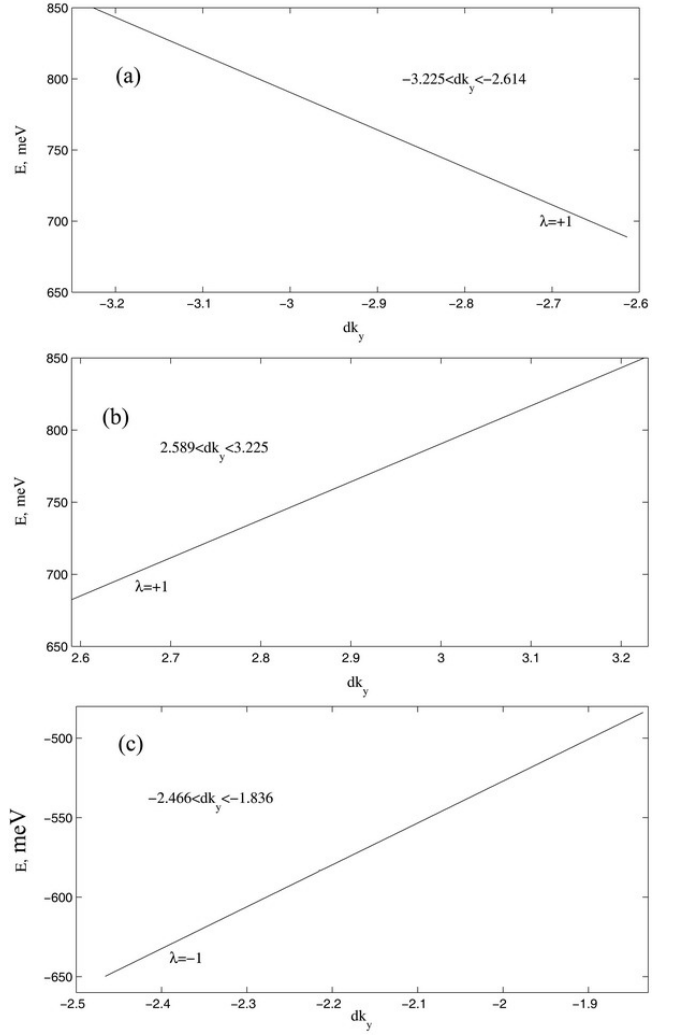 850
800
750
700
650
E, meV
(a)
−3.225<dk_y<−2.614
λ=+1
−3.2 −3.1 −3 −2.9 −2.8 −2.7 −2.6
dk_y
850
800
750
700
650
E, meV
(b)
2.589<dk_y<3.225
λ=+1
2.6 2.7 2.8 2.9 3 3.1 3.2
dk_y
−500
−550
−600
−650
E, meV
(c)
−2.466<dk_y<−1.836
λ=−1
−2.5 −2.4 −2.3 −2.2 −2.1 −2 −1.9
dk_y